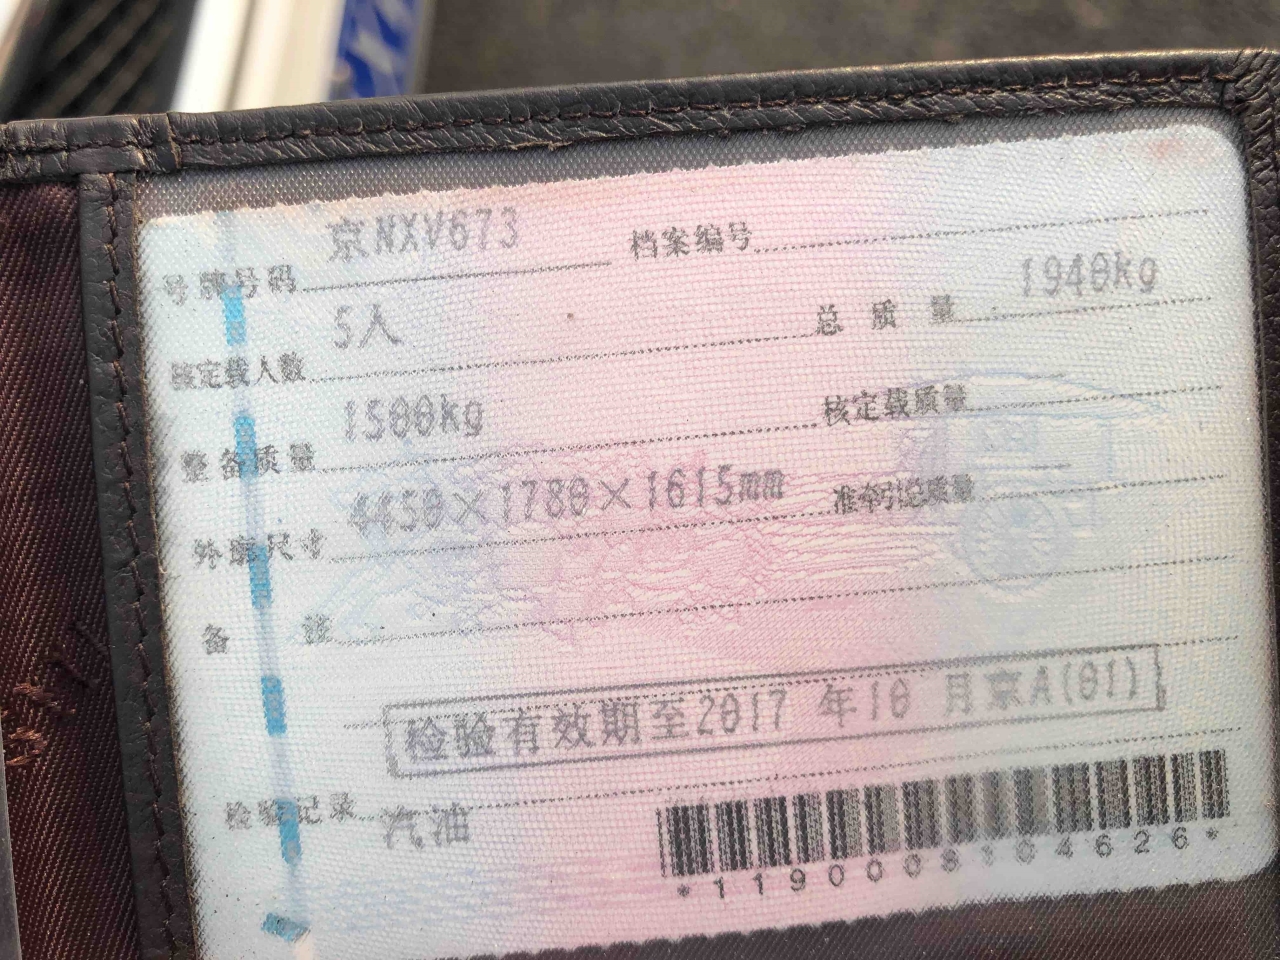 号牌号码 京NXV673 档案编号
核定载人数 5人 总质量 1940kg
整备质量 1500kg 核定载质量
外廓尺寸 4450×1780×1615mm 准牵引总质量
备注
检验有效期至2017年10月京A(01)
检验记录 汽油
*1190008104626*